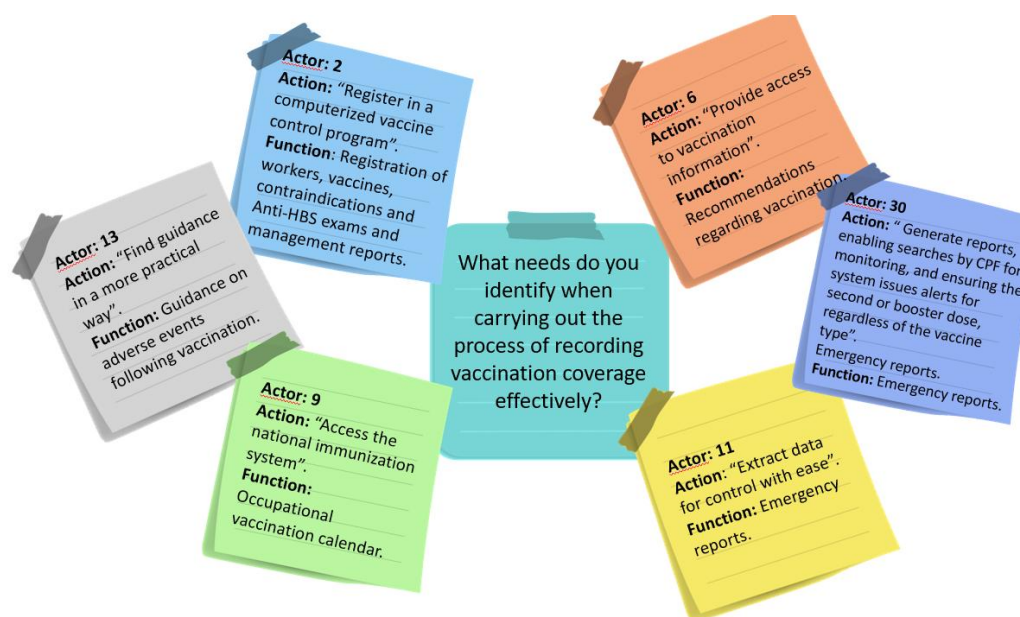 Actor: 2
Action: “Register in a
computerized vaccine
control program”.
Function: Registration of
workers, vaccines,
contraindications and
Anti-HBS exams and
management reports.
Actor: 6
Action: “Provide access
to vaccination
information”.
Function:
Recommendations
regarding vaccination.
Actor: 13
Action: “Find guidance
in a more practical
way”.
Function: Guidance on
adverse events
following vaccination.
What needs do you
identify when
carrying out the
process of recording
vaccination coverage
effectively?
Actor: 30
Action: “ Generate reports,
enabling searches by CPF for
monitoring, and ensuring the
system issues alerts for
second or booster dose,
regardless of the vaccine
type”.
Emergency reports.
Function: Emergency reports.
Actor: 9
Action: “Access the
national immunization
system”.
Function:
Occupational
vaccination calendar.
Actor: 11
Action: “Extract data
for control with ease”.
Function: Emergency
reports.